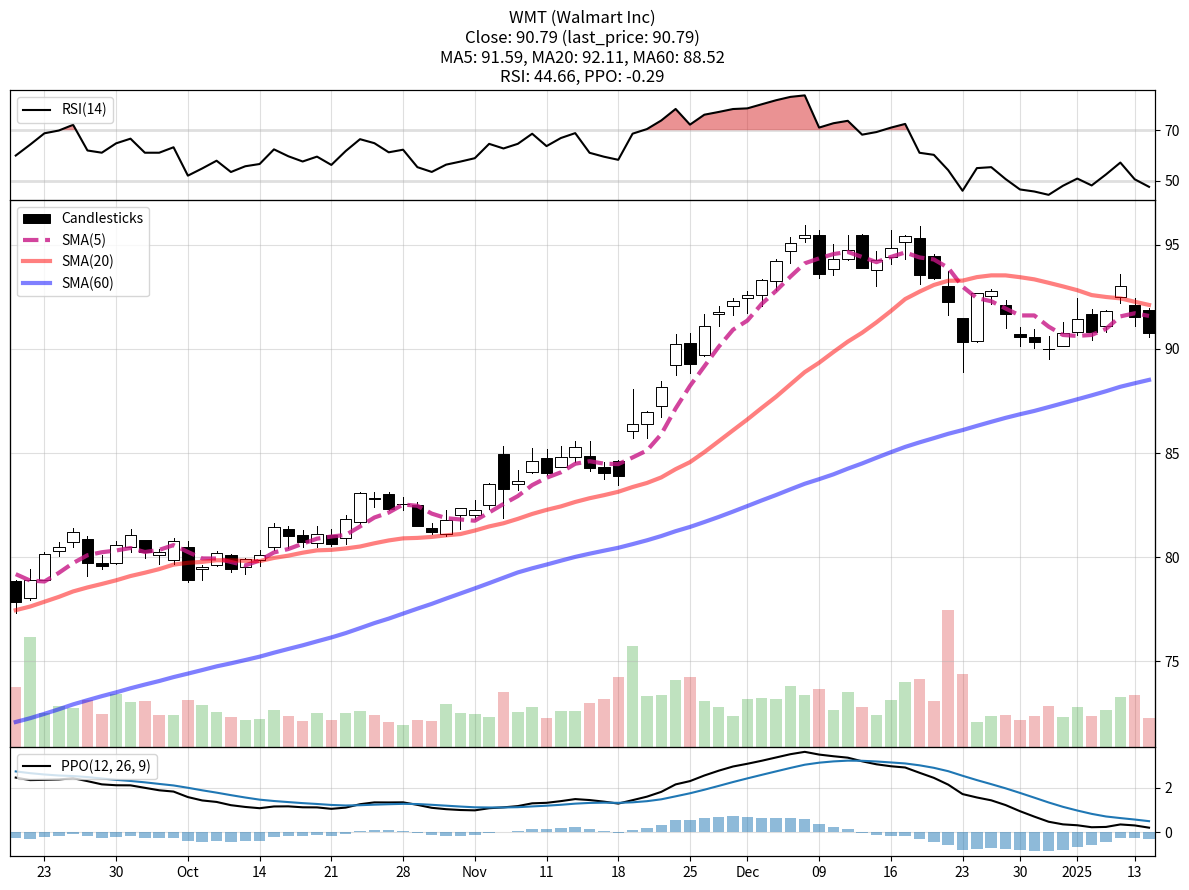 WMT (Walmart Inc)
Close: 90.79 (last_price: 90.79)
MA5: 91.59, MA20: 92.11, MA60: 88.52
RSI: 44.66, PPO: -0.29
RSI(14)
70
50
Candlesticks
SMA(5)
SMA(20)
SMA(60)
95
90
85
80
75
PPO(12, 26, 9)
2
0
23 30 Oct 14 21 28 Nov 11 18 25 Dec 09 16 23 30 2025 13